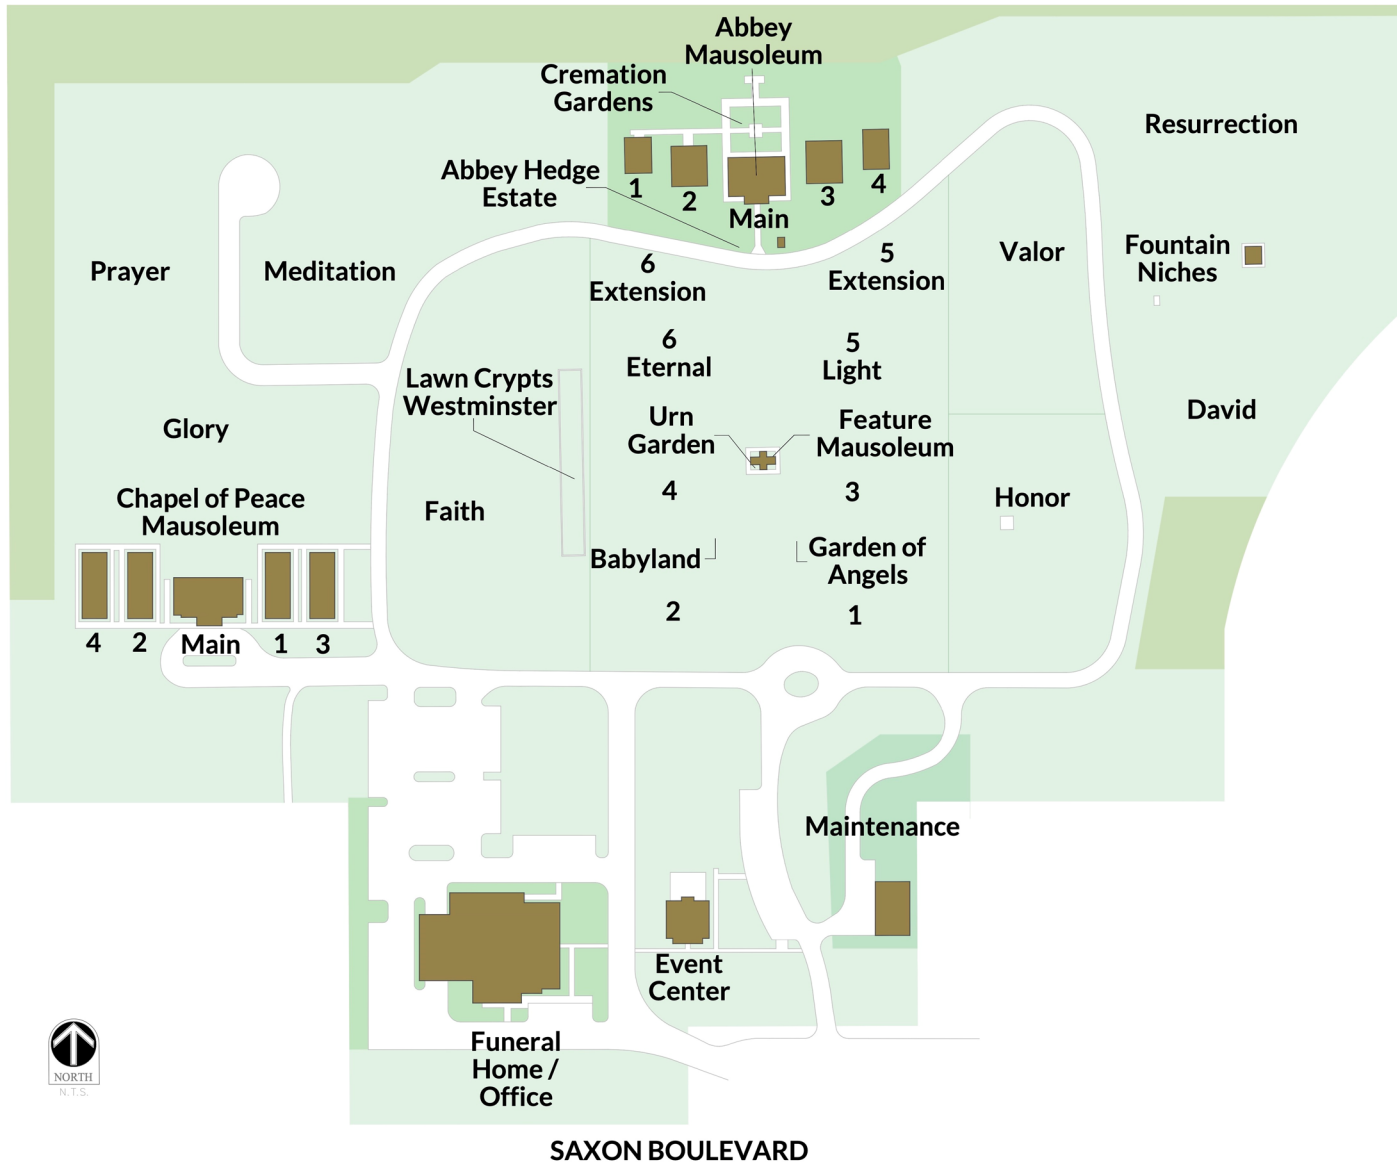 Abbey
Mausoleum
Cremation
Gardens
Resurrection
Abbey Hedge
Estate
1
2
Main
3
4
Prayer
Meditation
6
Extension
5
Extension
Valor
Fountain
Niches
6
Eternal
5
Light
Lawn Crypts
Westminster
Urn
Garden
Feature
Mausoleum
David
Glory
Chapel of Peace
Mausoleum
Faith
4
3
Honor
Babyland
Garden of
Angels
2
1
4
2
Main
1
3
Maintenance
Event
Center
Funeral
Home /
Office
NORTH
N.T.S.
SAXON BOULEVARD